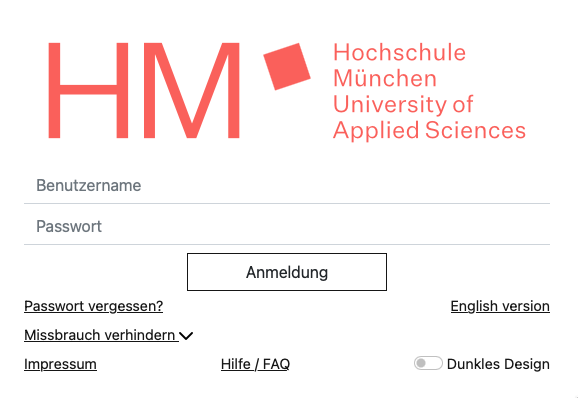 HM
Hochschule
München
University of
Applied Sciences
Benutzername
Passwort
Anmeldung
Passwort vergessen? English version
Missbrauch verhindern
Impressum Hilfe / FAQ Dunkles Design